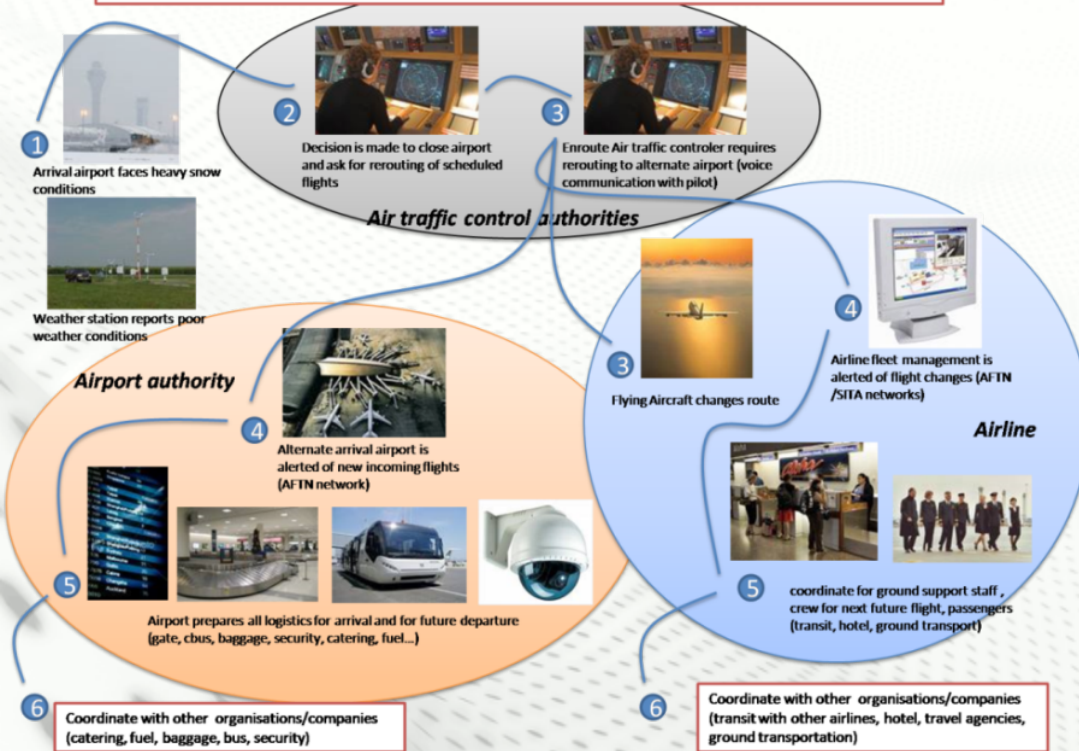 1
Arrival airport faces heavy snow
conditions
Weather station reports poor
weather conditions
2
Decision is made to close airport
and ask for rerouting of scheduled
flights
3
Enroute Air traffic controler requires
rerouting to alternate airport (voice
communication with pilot)
Air traffic control authorities
3
Flying Aircraft changes route
4
Airline fleet management is
alerted of flight changes (AFTN
/SITA networks)
Airline
5
coordinate for ground support staff ,
crew for next future flight, passengers
(transit, hotel, ground transport)
6
Coordinate with other organisations/companies
(transit with other airlines, hotel, travel agencies,
ground transportation)
Airport authority
4
Alternate arrival airport is
alerted of new incoming flights
(AFTN network)
5
Airport prepares all logistics for arrival and for future departure
(gate, cbus, baggage, security, catering, fuel...)
6
Coordinate with other organisations/companies
(catering, fuel, baggage, bus, security)